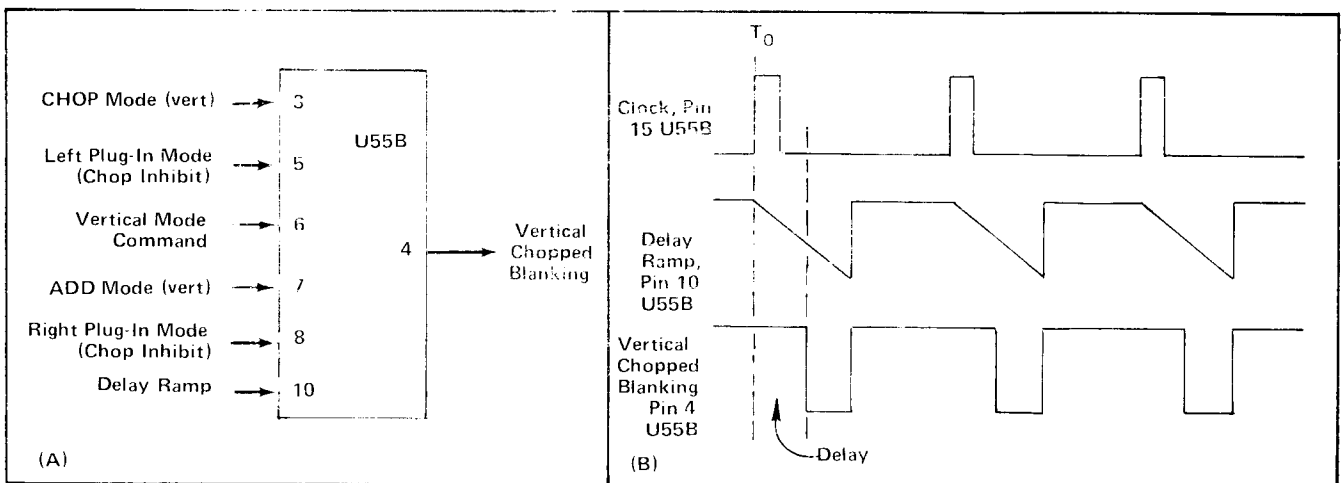 CHOP Mode (vert)
3
U55B
Left Plug-In Mode
(Chop Inhibit)
5
Vertical Mode
Command
6
4
Vertical
Chopped
Blanking
ADD Mode (vert)
7
Right Plug-In Mode
(Chop Inhibit)
8
Delay Ramp
10
(A)
T0
Clock, Pin
15 U55B
Delay
Ramp,
Pin 10
U55B
Vertical
Chopped
Blanking
Pin 4
U55B
Delay
(B)